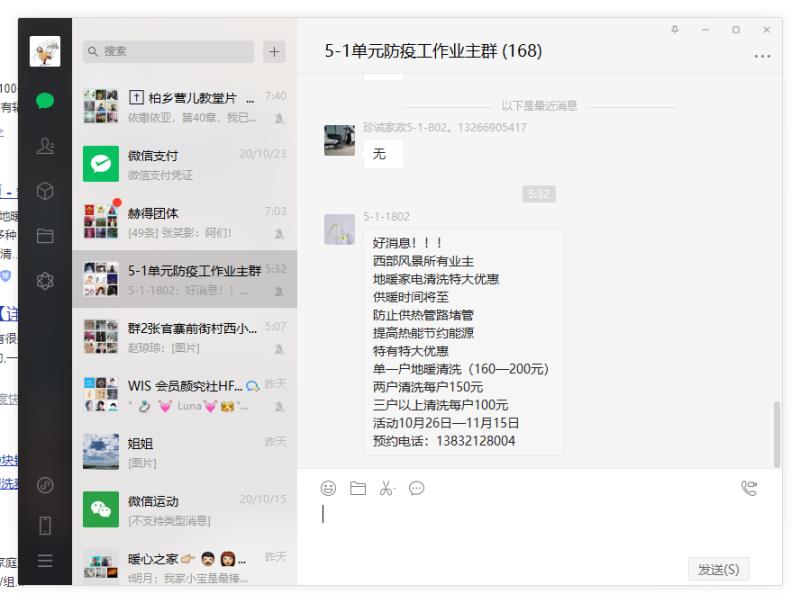 搜索
柏乡营儿教堂片 ...
7:40
依撒依亚，第40章，我已...
微信支付
20/10/23
微信支付凭证
赫得团体
7:03
[49条] 张笑影：阿们！
5-1单元防疫工作业主群
5:32
5-1-1802：好消息！！...
群2张官寨前街村西小...
5:07
赵琼琼：[图片]
WIS 会员颜究社HF...
昨天
Luna
姐姐
昨天
[图片]
微信运动
20/10/15
[不支持类型消息]
暖心之家
...
昨天
t明月：我家小宝是最棒...
5-1单元防疫工作业主群 (168)
以下是最近消息
珍诚家政5-1-802，13266905417
无
5:32
5-1-1802
好消息！！！
西部风景所有业主
地暖家电清洗特大优惠
供暖时间将至
防止供热管路堵管
提高热能节约能源
特有特大优惠
单一户地暖清洗（160—200元）
两户清洗每户150元
三户以上清洗每户100元
活动10月26日—11月15日
预约电话：13832128004
发送(S)